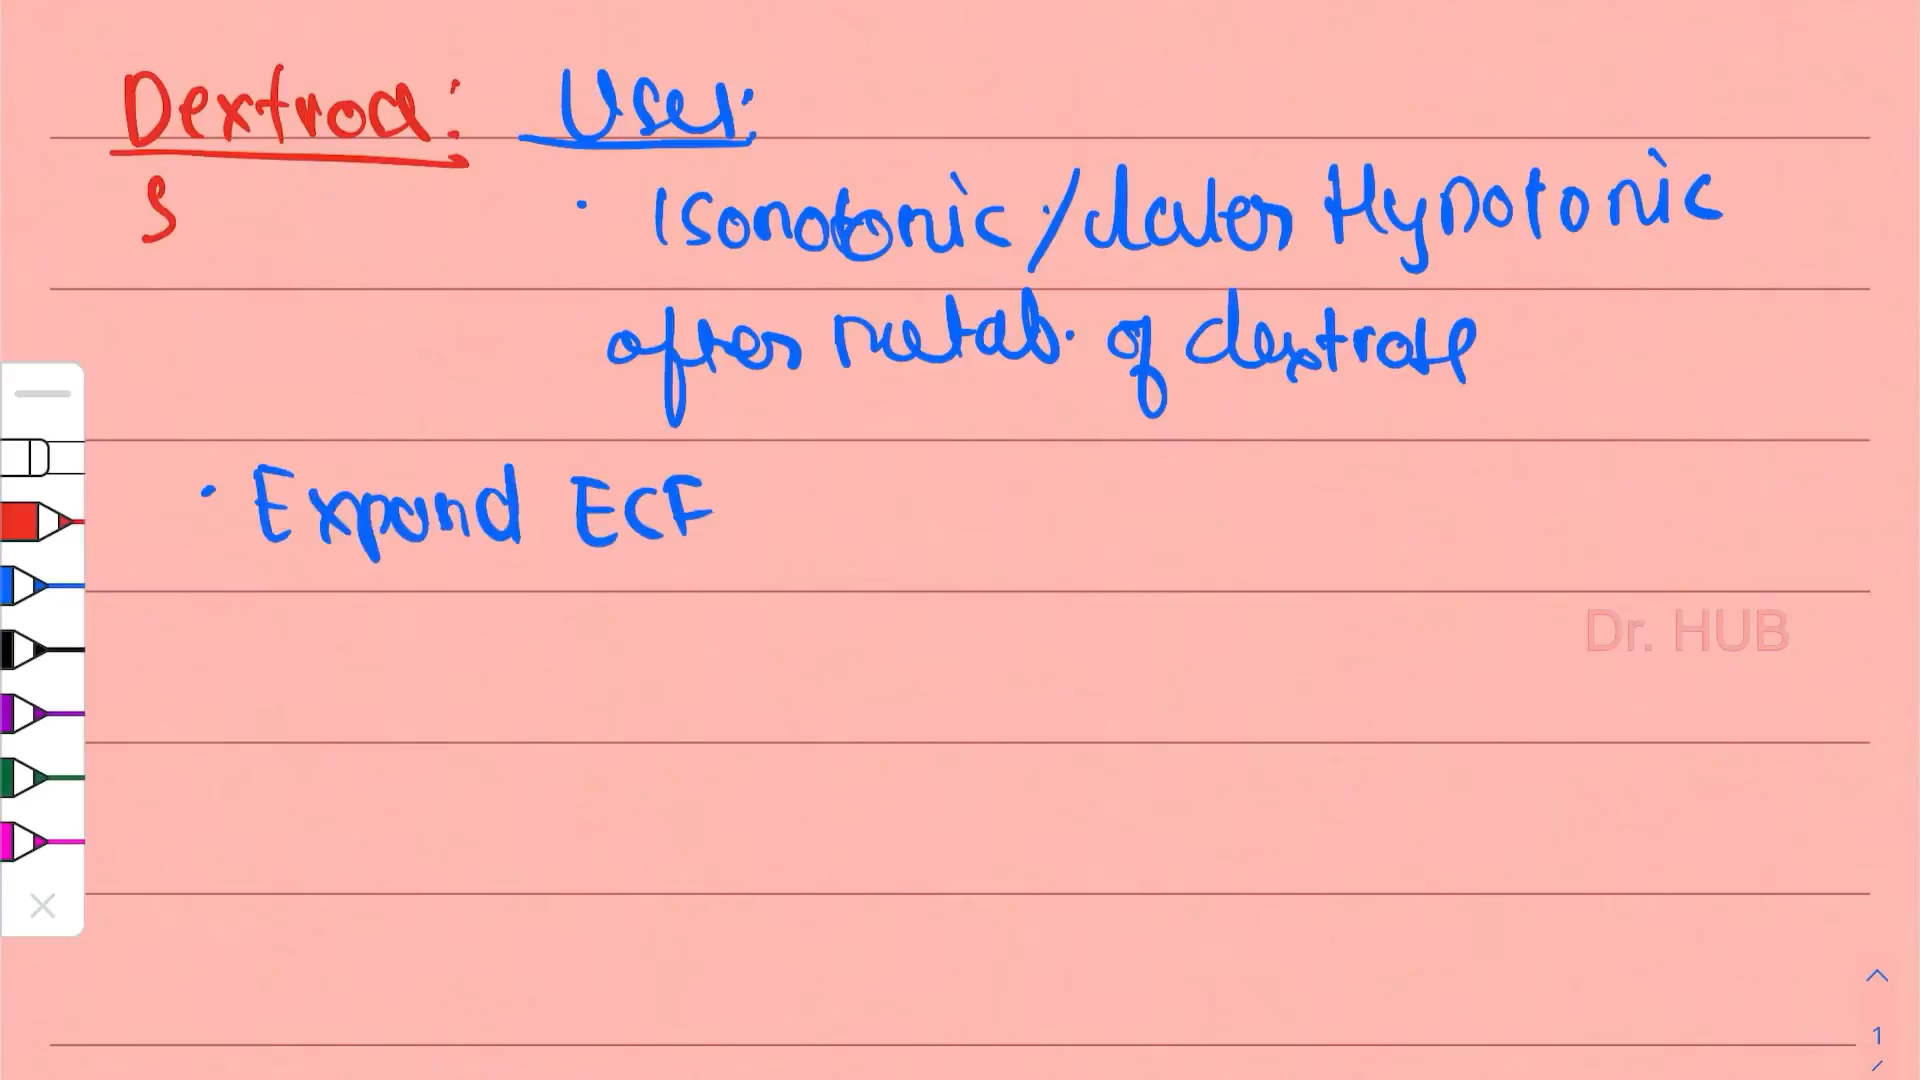 Dextrose: Uses:
5
· Isonotonic / later Hypotonic
after metab. of dextrose
· Expand ECF
Dr. HUB
1